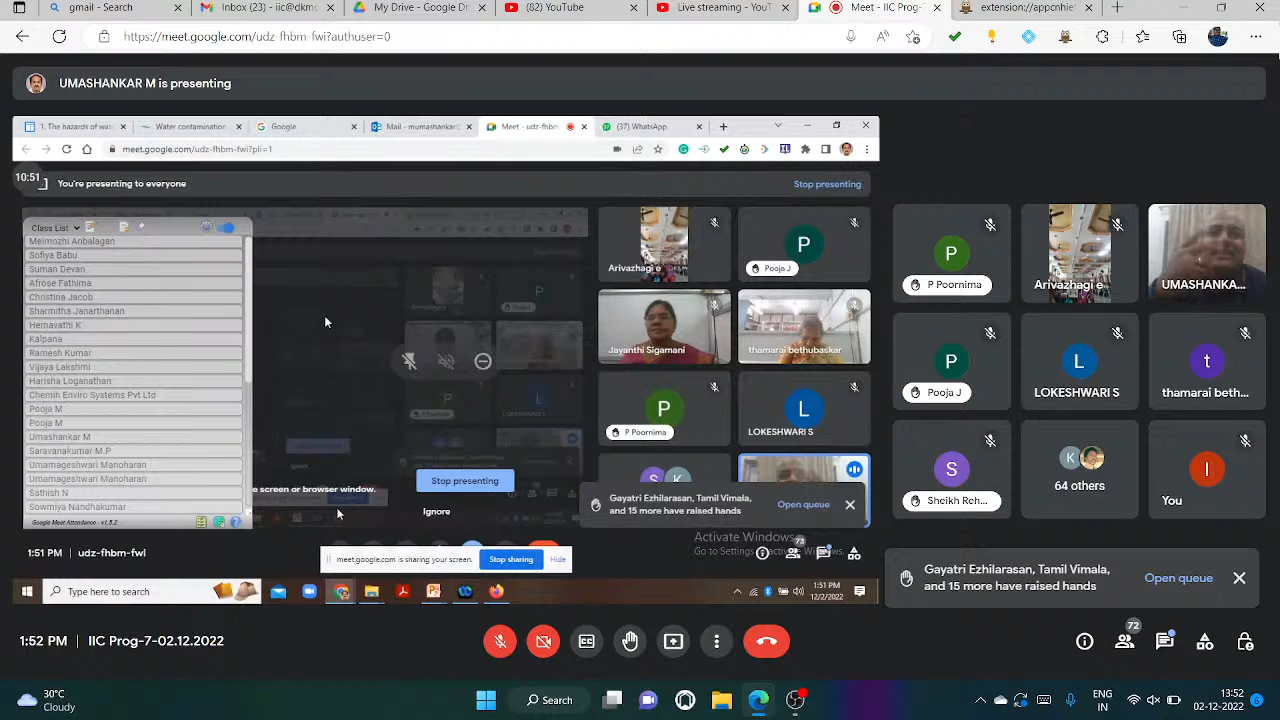 Search
Inbox (23) - iic@dkm
My Drive - Google D
(82) YouTube
Live streaming - YouT
Meet - IIC Prog-
extension://appcnhief
https://meet.google.com/udz-fhbm-fwi?authuser=0
UMASHANKAR M is presenting
1. The hazards of wat
Water contamination
Google
Mail - mumashankar@
Meet - udz-fhbm
(37) WhatsApp
meet.google.com/udz-fhbm-fwi?pli=1
10:51
You're presenting to everyone
Stop presenting
Class List
Meimozhi Anbalagan
Sofiya Babu
Suman Devan
Afrose Fathima
Christina Jacob
Sharmitha Janarthanan
Hemavathi K
Kalpana
Ramesh Kumar
Vijaya Lakshmi
Harisha Loganathan
Chemin Enviro Systems Pvt Ltd
Pooja M
Pooja M
Umashankar M
Saravanakumar M.P
Umamageshwari Manoharan
Umamageshwari Manoharan
Sathish N
Sowmiya Nandhakumar
Google Meet Attendance - v1.5.2
e screen or browser window.
Stop presenting
Ignore
Arivazhagi e
P
Pooja J
Jayanthi Sigamani
thamarai bethubaskar
P
P Poornima
L
LOKESHWARI S
S K
Gayatri Ezhilarasan, Tamil Vimala,
and 15 more have raised hands
Open queue
Activate Windows
Go to Settings
73
1:51 PM | udz-fhbm-fwi
meet.google.com is sharing your screen.
Stop sharing
Hide
Type here to search
1:51 PM
12/2/2022
P
P Poornima
Arivazhagi e
UMASHANKA...
P
Pooja J
L
LOKESHWARI S
t
thamarai beth...
S
Sheikh Reh...
K
64 others
I
You
Gayatri Ezhilarasan, Tamil Vimala,
and 15 more have raised hands
Open queue
1:52 PM | IIC Prog-7-02.12.2022
CC
72
30°C
Cloudy
Search
ENG
IN
13:52
02-12-2022
5